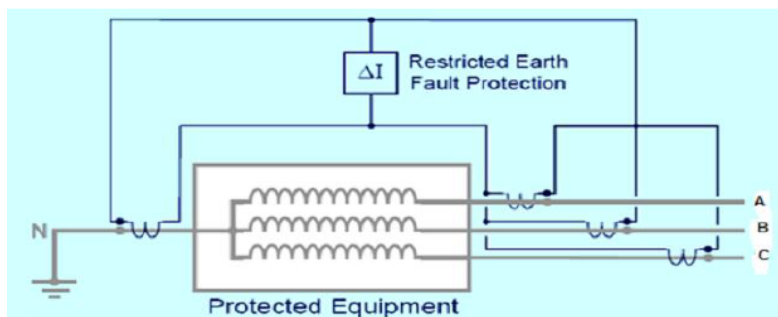 ΔI
Restricted Earth
Fault Protection
A
N
B
C
Protected Equipment